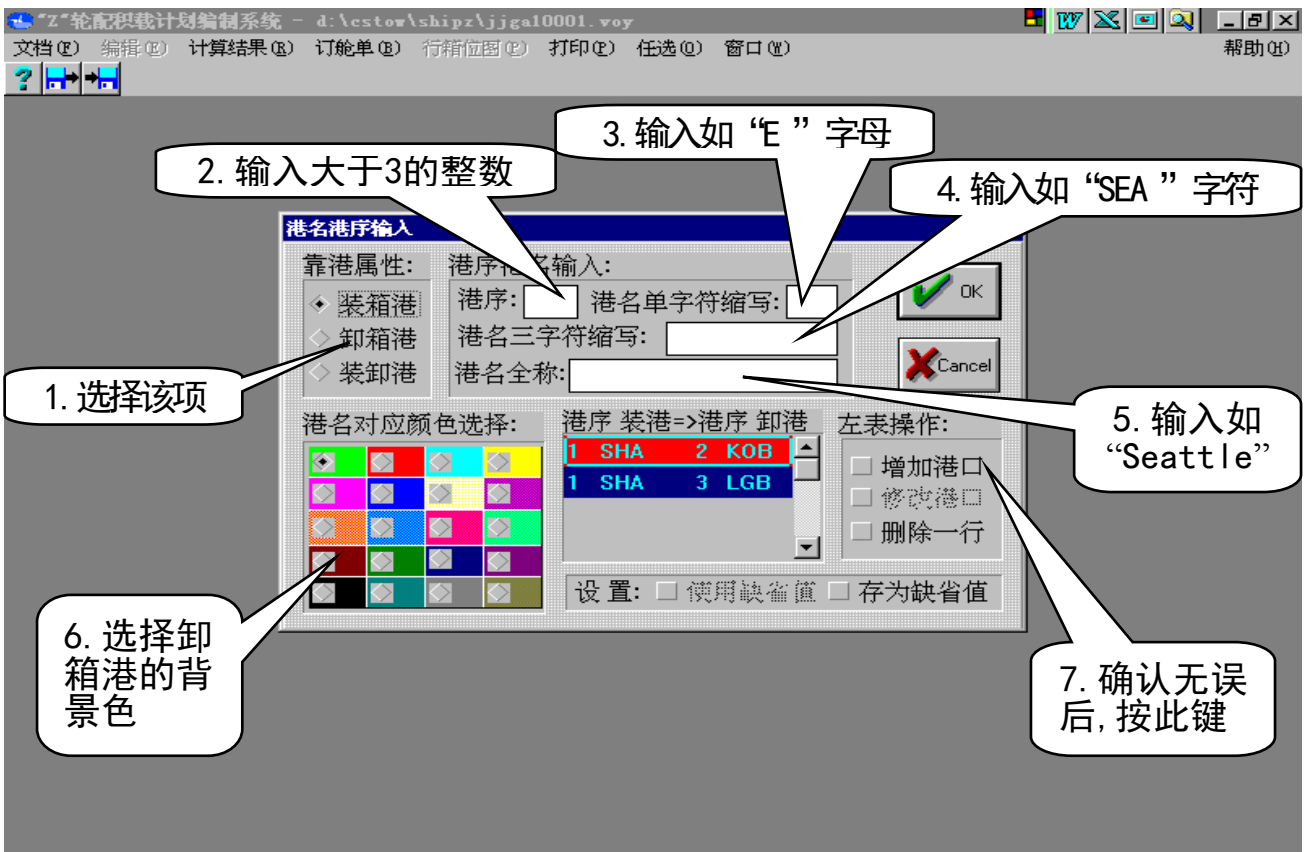 "Z"轮配积载计划编制系统 - d:\cstow\shipz\jjga10001.voy
文档(F) 编辑(E) 计算结果(R) 订舱单(B) 行箱位图(P) 打印(P) 任选(O) 窗口(W) 帮助(H)
3.输入如“E ”字母
2.输入大于3的整数
4.输入如“SEA ”字符
港名港序输入
靠港属性:
港序港名输入:
装箱港
港序:
港名单字符缩写:
OK
卸箱港
港名三字符缩写:
装卸港
港名全称:
Cancel
1.选择该项
5.输入如
“Seattle”
港名对应颜色选择:
港序 装港=>港序 卸港
左表操作:
1 SHA 2 KOB
1 SHA 3 LGB
增加港口
修改港口
删除一行
设 置: 使用缺省值 存为缺省值
6.选择卸
箱港的背
景色
7.确认无误
后,按此键